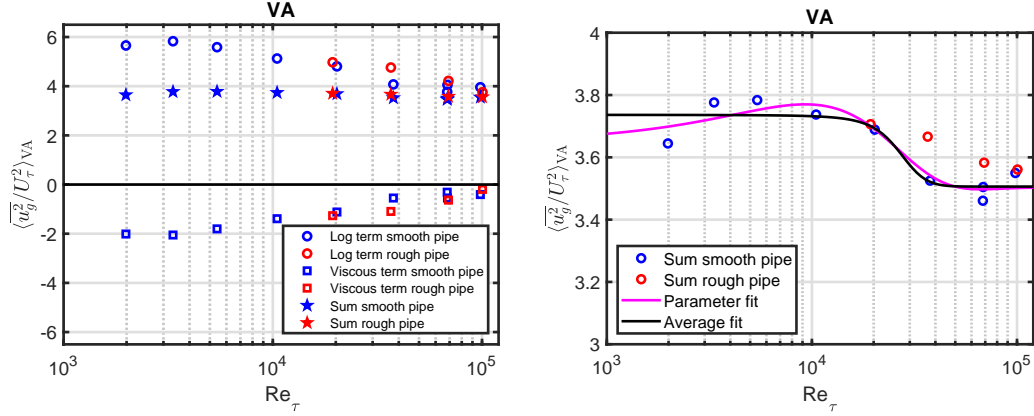 VA
6
4
2
0
-2
-4
-6
⟨u_g^2/U_τ^2⟩_VA
Log term smooth pipe
Log term rough pipe
Viscous term smooth pipe
Viscous term rough pipe
Sum smooth pipe
Sum rough pipe
10^3
10^4
10^5
Re_τ
VA
4
3.8
3.6
3.4
3.2
3
⟨u_g^2/U_τ^2⟩_VA
Sum smooth pipe
Sum rough pipe
Parameter fit
Average fit
10^3
10^4
10^5
Re_τ